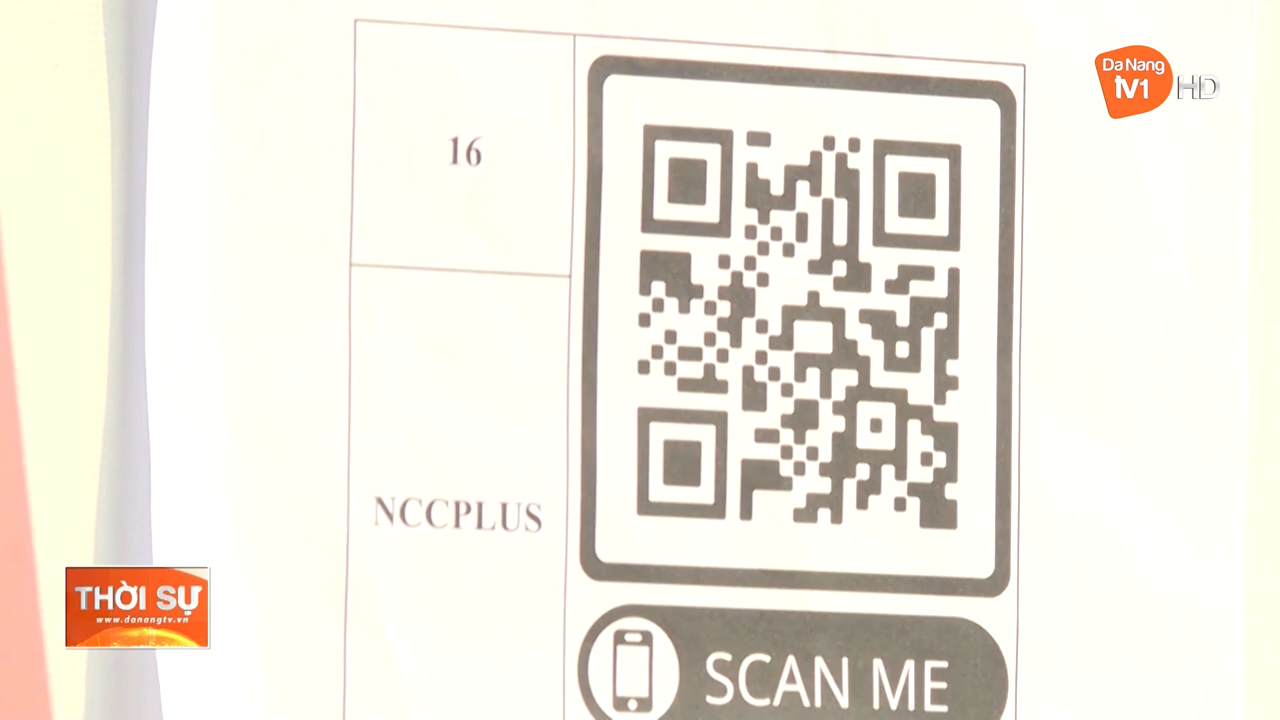 16
NCCPLUS
SCAN ME
Da Nang
TV1 HD
THỜI SỰ
www.danangtv.vn